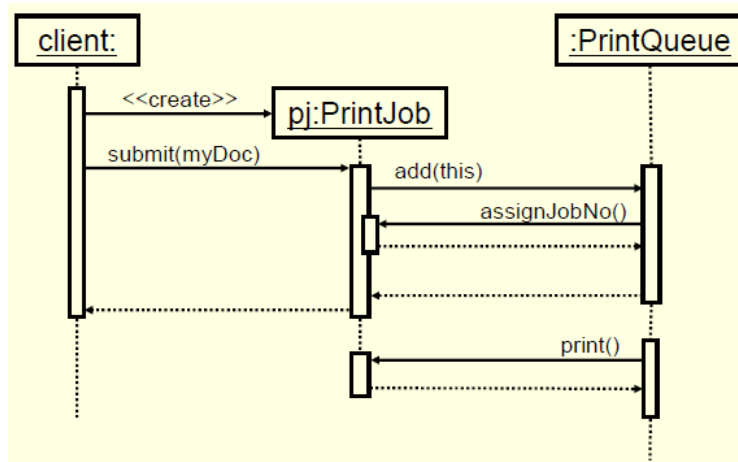 client:
:PrintQueue
<<create>>
pj:PrintJob
submit(myDoc)
add(this)
assignJobNo()
print()